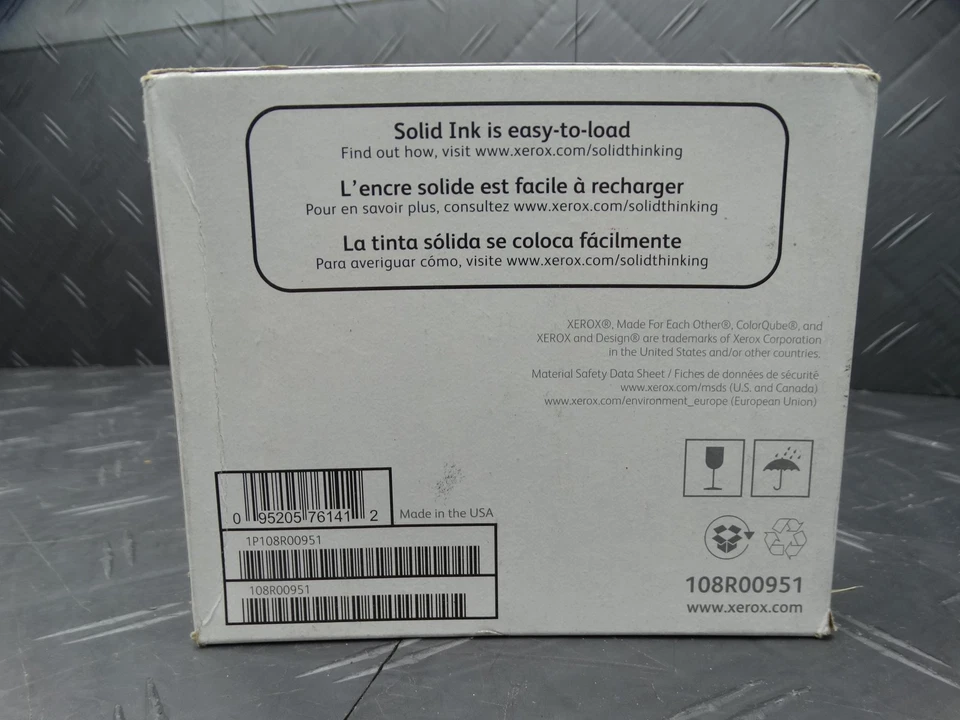 Solid Ink is easy-to-load
Find out how, visit www.xerox.com/solidthinking
L'encre solide est facile à recharger
Pour en savoir plus, consultez www.xerox.com/solidthinking
La tinta sólida se coloca fácilmente
Para averiguar cómo, visite www.xerox.com/solidthinking
XEROX®, Made For Each Other®, ColorQube®, and
XEROX and Design® are trademarks of Xerox Corporation
in the United States and/or other countries.
Material Safety Data Sheet / Fiches de données de sécurité
www.xerox.com/msds (U.S. and Canada)
www.xerox.com/environment_europe (European Union)
0 95205 76141 2
Made in the USA
1P108R00951
108R00951
108R00951
www.xerox.com